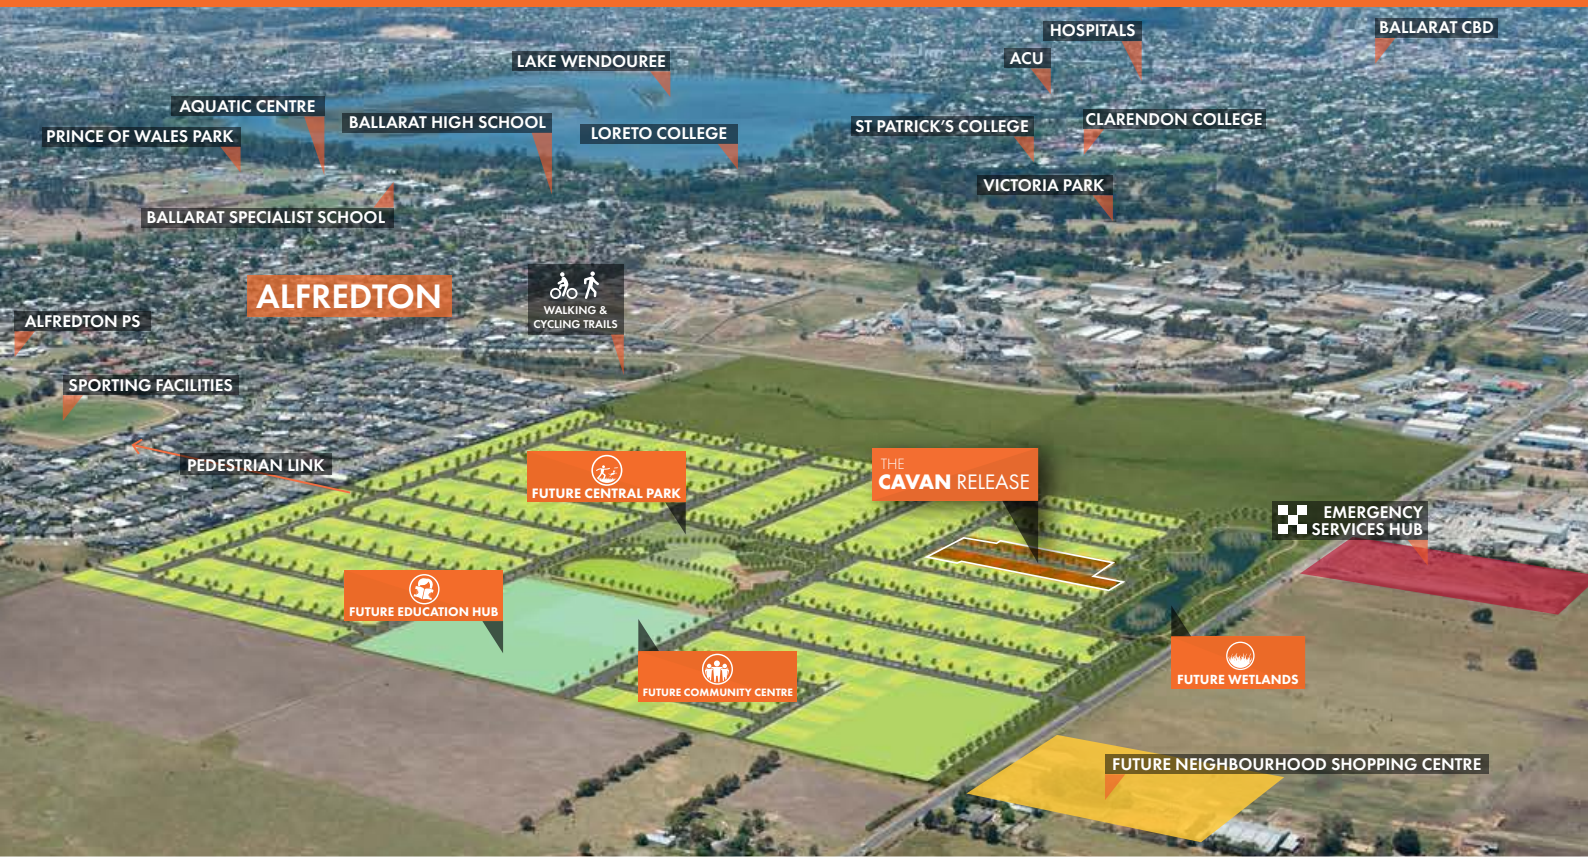 HOSPITALS
BALLARAT CBD
ACU
LAKE WENDOUREE
AQUATIC CENTRE
BALLARAT HIGH SCHOOL
PRINCE OF WALES PARK
LORETO COLLEGE
ST PATRICK'S COLLEGE
CLARENDON COLLEGE
VICTORIA PARK
BALLARAT SPECIALIST SCHOOL
ALFREDTON
WALKING &
CYCLING TRAILS
ALFREDTON PS
SPORTING FACILITIES
PEDESTRIAN LINK
FUTURE CENTRAL PARK
THE
CAVAN RELEASE
EMERGENCY
SERVICES HUB
FUTURE EDUCATION HUB
FUTURE COMMUNITY CENTRE
FUTURE WETLANDS
FUTURE NEIGHBOURHOOD SHOPPING CENTRE